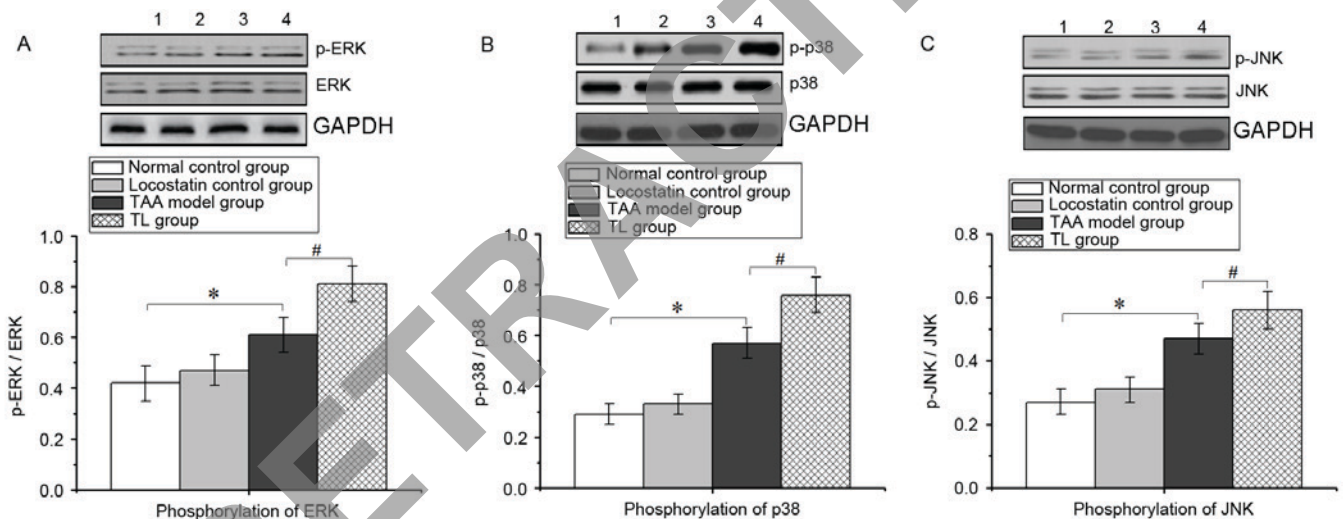 A
1 2 3 4
p-ERK
ERK
GAPDH
Normal control group
Locostatin control group
TAA model group
TL group
1.0
0.8
0.6
0.4
0.2
0.0
p-ERK / ERK
*
#
Phosphorylation of ERK
B
1 2 3 4
p-p38
p38
GAPDH
Normal control group
Locostatin control group
TAA model group
TL group
1.0
0.8
0.6
0.4
0.2
0.0
p-p38 / p38
*
#
Phosphorylation of p38
C
1 2 3 4
p-JNK
JNK
GAPDH
Normal control group
Locostatin control group
TAA model group
TL group
0.8
0.6
0.4
0.2
0.0
p-JNK / JNK
*
#
Phosphorylation of JNK
RETRACT